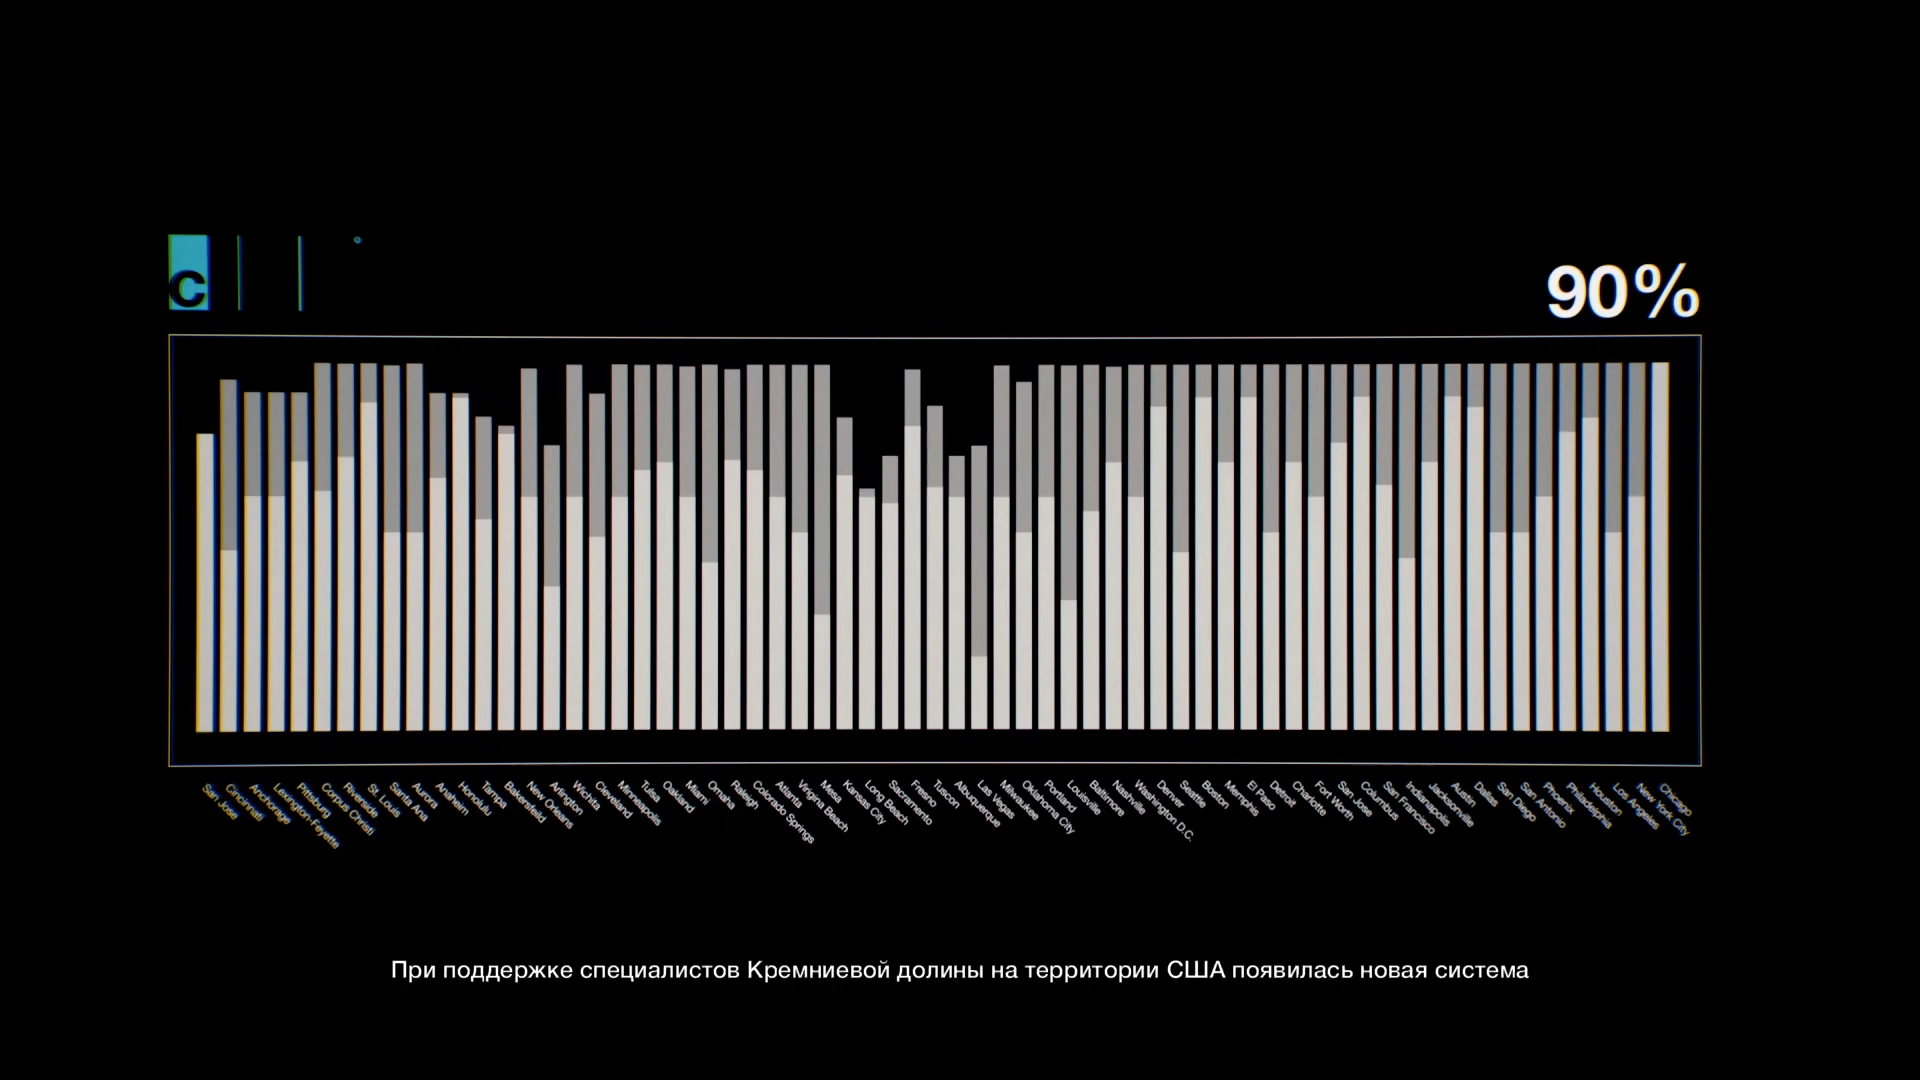 c
90%
San Jose
Cincinnati
Anchorage
Lexington-Feyette
Pittsburg
Corpus Christi
Riverside
St. Louis
Santa Ana
Aurora
Anaheim
Honolulu
Tampa
Bakersfeild
New Orleans
Arlington
Wichita
Cleveland
Minneapolis
Tulsa
Oakland
Miami
Omaha
Raleigh
Colorado Springs
Atlanta
Virgina Beach
Mesa
Kansas City
Long Beach
Sacramento
Fresno
Tuscon
Albuquerque
Las Vegas
Milwaukee
Oklahoma City
Portland
Louisville
Baltimore
Nashville
Washington D.C.
Denver
Seattle
Boston
Memphis
El Paso
Detroit
Charlotte
Fort Worth
San Jose
Columbus
San Francisco
Indianapolis
Jacksonville
Austin
Dallas
San Diego
San Antonio
Phoenix
Philadelphia
Houston
Los Angeles
New York City
Chicago
При поддержке специалистов Кремниевой долины на территории США появилась новая система